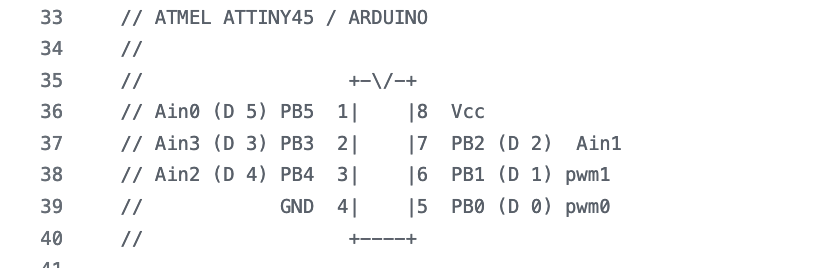 33 // ATMEL ATTINY45 / ARDUINO
34 //
35 //                  +-\/-+
36 // Ain0 (D 5) PB5  1|    |8  Vcc
37 // Ain3 (D 3) PB3  2|    |7  PB2 (D 2)  Ain1
38 // Ain2 (D 4) PB4  3|    |6  PB1 (D 1) pwm1
39 //            GND  4|    |5  PB0 (D 0) pwm0
40 //                  +----+